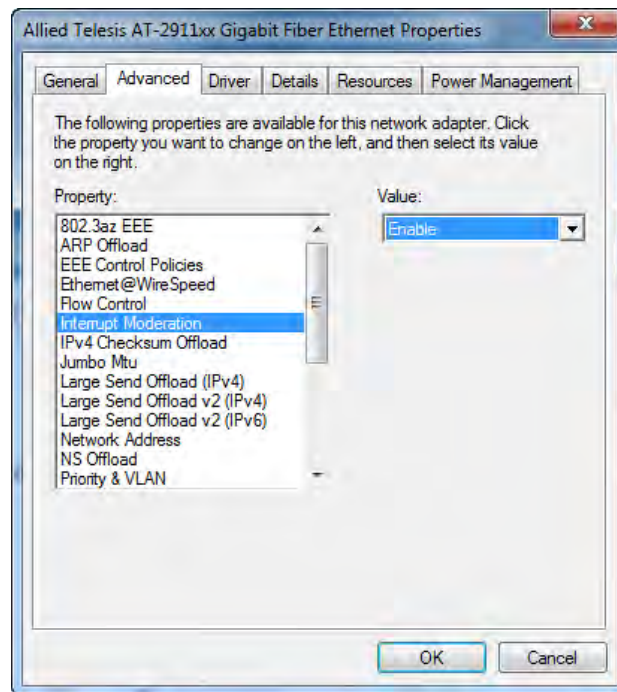 Allied Telesis AT-2911xx Gigabit Fiber Ethernet Properties
General Advanced Driver Details Resources Power Management
The following properties are available for this network adapter. Click
the property you want to change on the left, and then select its value
on the right.
Property:
Value:
802.3az EEE
ARP Offload
EEE Control Policies
Ethernet@WireSpeed
Flow Control
Interrupt Moderation
IPv4 Checksum Offload
Jumbo Mtu
Large Send Offload (IPv4)
Large Send Offload v2 (IPv4)
Large Send Offload v2 (IPv6)
Network Address
NS Offload
Priority & VLAN
Enable
OK
Cancel